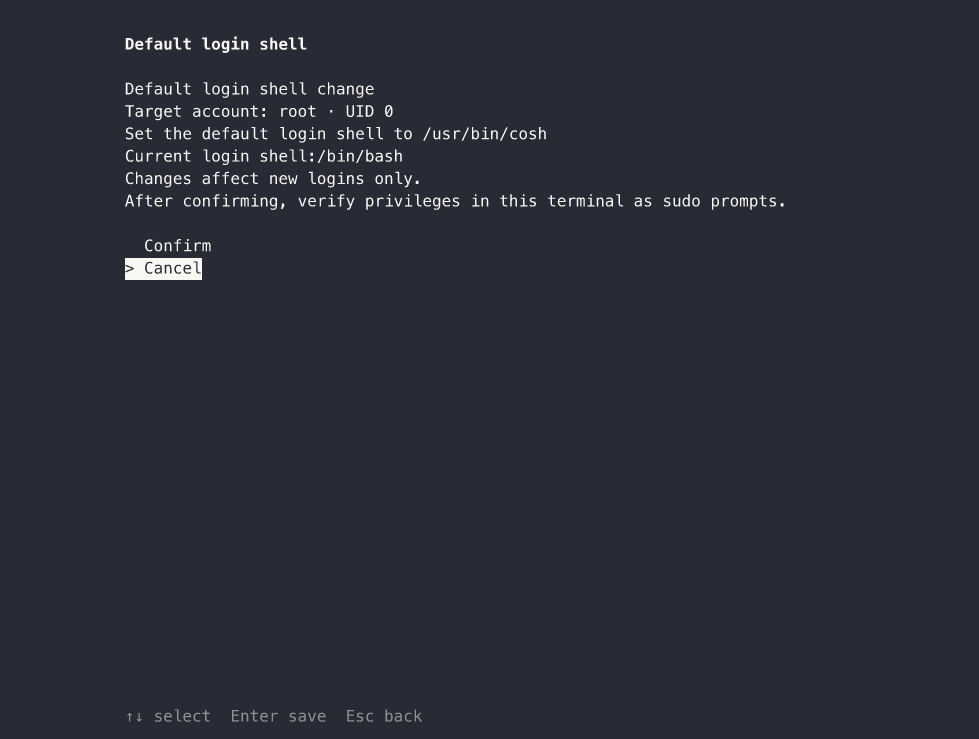 Default login shell
Default login shell change
Target account: root · UID 0
Set the default login shell to /usr/bin/cosh
Current login shell:/bin/bash
Changes affect new logins only.
After confirming, verify privileges in this terminal as sudo prompts.
Confirm
> Cancel
↑↓ select  Enter save  Esc back